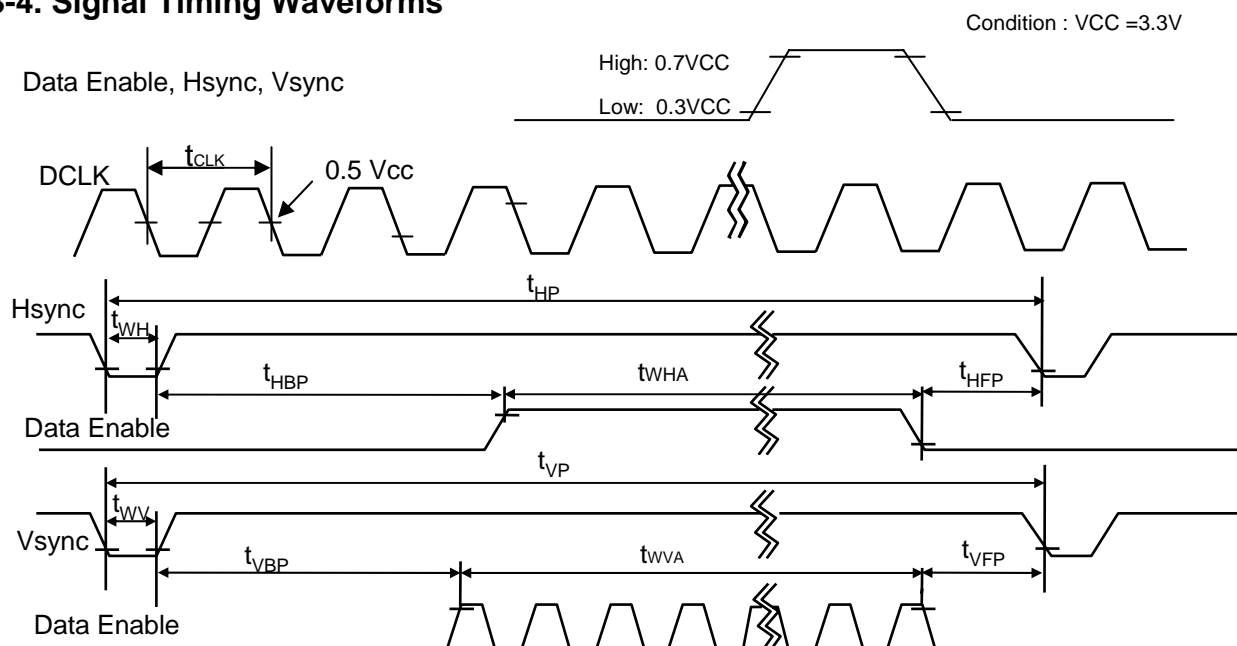 -4. Signal Timing Waveforms
Condition : VCC =3.3V
Data Enable, Hsync, Vsync
High: 0.7VCC
Low: 0.3VCC
DCLK
tCLK
0.5 Vcc
Hsync
tHP
tWH
tHBP
tWHA
tHFP
Data Enable
tVP
tWV
Vsync
tVBP
tWVA
tVFP
Data Enable